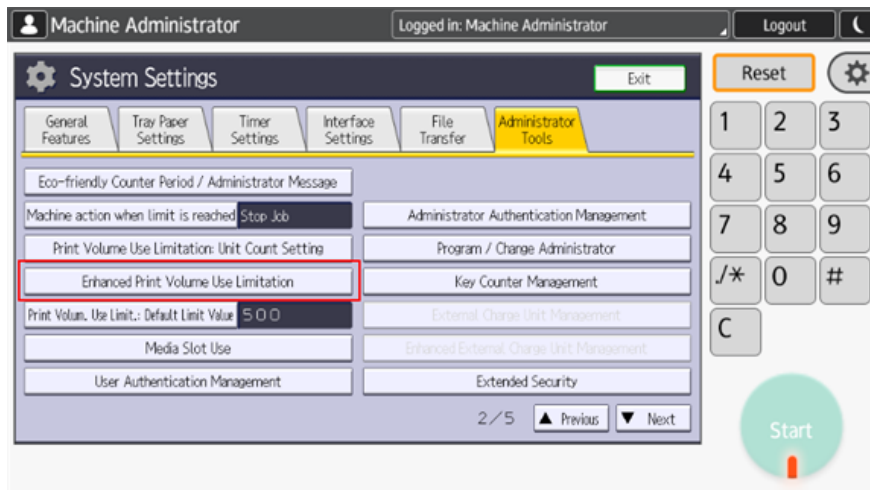 Machine Administrator
Logged in: Machine Administrator
Logout
System Settings
Exit
Reset
General Features
Tray Paper Settings
Timer Settings
Interface Settings
File Transfer
Administrator Tools
Eco-friendly Counter Period / Administrator Message
Machine action when limit is reached Stop Job
Administrator Authentication Management
Print Volume Use Limitation: Unit Count Setting
Program / Change Administrator
Enhanced Print Volume Use Limitation
Key Counter Management
Print Volum. Use Limit.: Default Limit Value 500
External Charge Unit Management
Media Slot Use
Enhanced External Charge Unit Management
User Authentication Management
Extended Security
2/5
▲ Previous
▼ Next
1 2 3
4 5 6
7 8 9
./* 0 #
C
Start